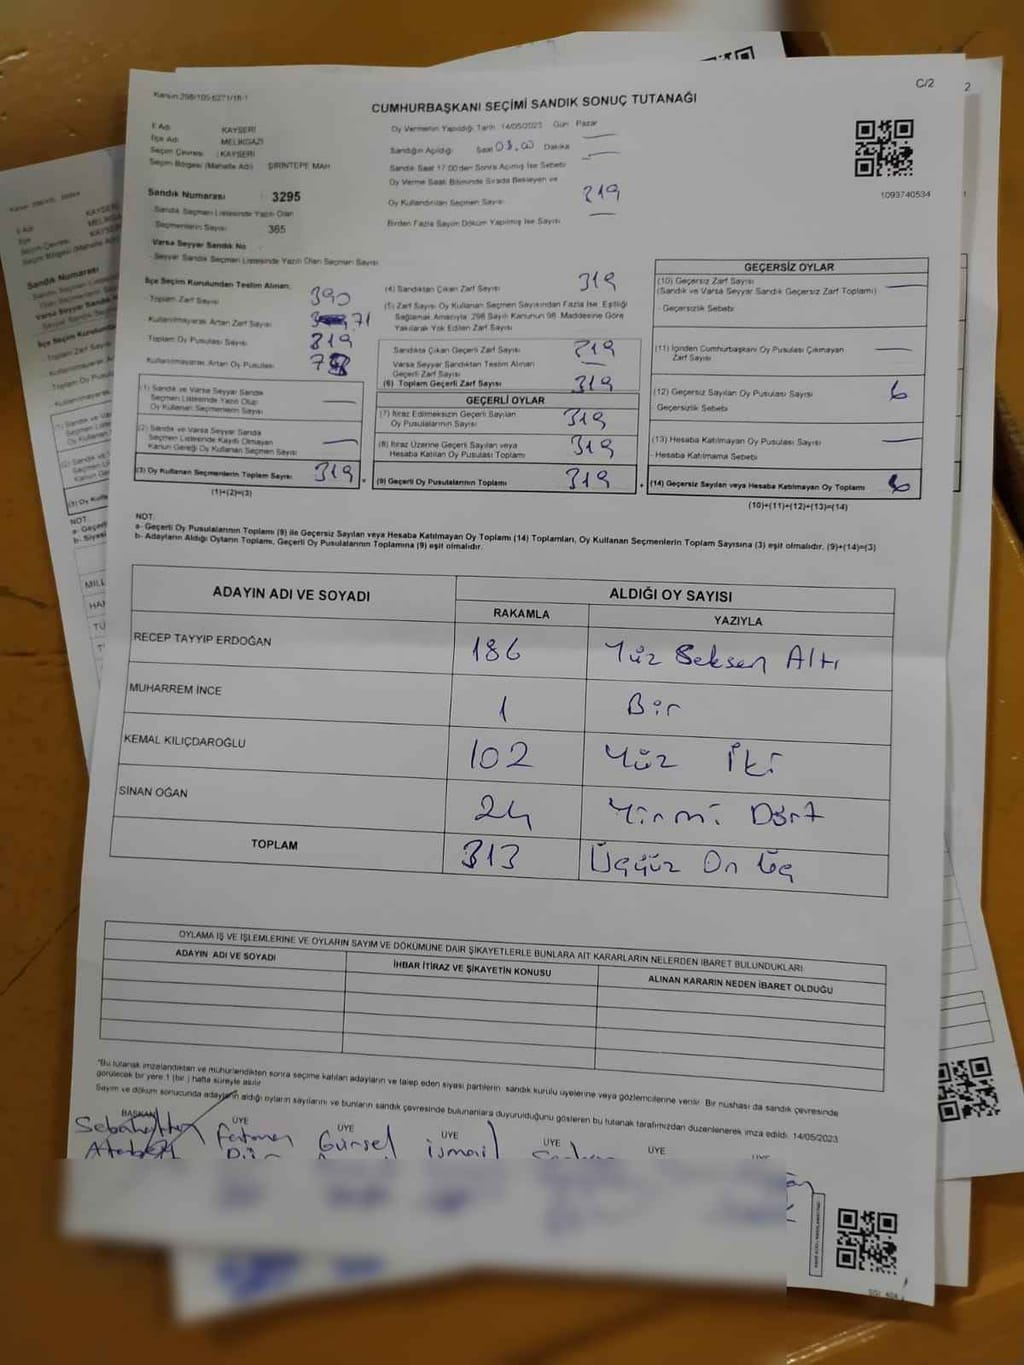 Kanun:298/105-6271/1ft-1
C/2
2
CUMHURBAŞKANI SEÇİMİ SANDIK SONUÇ TUTANAĞI
İl Adı KAYSERİ
İlçe Adı MELİKGAZİ
Seçim Çevresi KAYSERİ
Seçim Bölgesi (Mahalle Adı) ŞİRİNTEPE MAH
Sandık Numarası 3295
Sandık Seçmen Listesinde Yazılı Olan
Seçmenlerin Sayısı 365
Varsa Seyyar Sandık No
Seyyar Sandık Seçmen Listesinde Yazılı Olan Seçmen Sayısı
Oy Vermenin Yapıldığı Tarih 14/05/2023 Gün Pazar
Sandığın Açıldığı Saat 08.00 Dakika
Sandık Saat 17:00'den Sonra Açılmış İse Sebebi
Oy Verme Saati Bitiminde Sırada Bekleyen ve
Oy Kullandırılan Seçmen Sayısı 319
Birden Fazla Sayım Döküm Yapılmış İse Sayısı
1093740534
İlçe Seçim Kurulundan Teslim Alınan;
Toplam Zarf Sayısı 390
Kullanılmayarak Artan Zarf Sayısı 71
Toplam Oy Pusulası Sayısı 319
Kullanılmayarak Artan Oy Pusulası
(1) Sandık ve Varsa Seyyar Sandık
Seçmen Listesinde Yazılı Olup
Oy Kullanan Seçmenlerin Sayısı
(2) Sandık ve Varsa Seyyar Sandık
Seçmen Listesinde Kaydı Olmayan
Kanun Gereği Oy Kullanan Seçmen Sayısı
(3) Oy Kullanan Seçmenlerin Toplam Sayısı 319
(1)+(2)=(3)
(4) Sandıktan Çıkan Zarf Sayısı 319
(5) Zarf Sayısı Oy Kullanan Seçmen Sayısından Fazla İse, Eşitliği
Sağlamak Amacıyla, 298 Sayılı Kanunun 98. Maddesine Göre
Yakılarak Yok Edilen Zarf Sayısı
Sandıkta Çıkan Geçerli Zarf Sayısı 319
Varsa Seyyar Sandıktan Teslim Alınan
Geçerli Zarf Sayısı
(6) Toplam Geçerli Zarf Sayısı 319
GEÇERLİ OYLAR
(7) İtiraz Edilmeksizin Geçerli Sayılan
Oy Pusulalarının Sayısı 319
(8) İtiraz Üzerine Geçerli Sayılan veya
Hesaba Katılan Oy Pusulası Toplamı 319
(9) Geçerli Oy Pusulalarının Toplamı 319
GEÇERSİZ OYLAR
(10) Geçersiz Zarf Sayısı
(Sandık ve Varsa Seyyar Sandık Geçersiz Zarf Toplamı)
- Geçersizlik Sebebi
(11) İçinden Cumhurbaşkanı Oy Pusulası Çıkmayan
Zarf Sayısı
(12) Geçersiz Sayılan Oy Pusulası Sayısı 6
Geçersizlik Sebebi
(13) Hesaba Katılmayan Oy Pusulası Sayısı
- Hesaba Katılmama Sebebi
(14) Geçersiz Sayılan veya Hesaba Katılmayan Oy Toplamı 6
(10)+(11)+(12)+(13)=(14)
NOT:
a- Geçerli Oy Pusulalarının Toplamı (9) ile Geçersiz Sayılan veya Hesaba Katılmayan Oy Toplamı (14) Toplamları, Oy Kullanan Seçmenlerin Toplam Sayısına (3) eşit olmalıdır. (9)+(14)=(3)
b- Adayların Aldığı Oyların Toplamı, Geçerli Oy Pusulalarının Toplamına (9) eşit olmalıdır.
ADAYIN ADI VE SOYADI ALDIĞI OY SAYISI
RAKAMLA YAZIYLA
RECEP TAYYIP ERDOĞAN 186 Yüz Seksen Altı
MUHARREM İNCE 1 Bir
KEMAL KILIÇDAROĞLU 102 Yüz İki
SİNAN OĞAN 24 Yirmi Dört
TOPLAM 313 Üçyüz On Üç
OYLAMA İŞ VE İŞLEMLERİNE VE OYLARIN SAYIM VE DÖKÜMÜNE DAİR ŞİKAYETLERLE BUNLARA AİT KARARLARIN NELERDEN İBARET BULUNDUKLARI
ADAYIN ADI VE SOYADI İHBAR İTİRAZ VE ŞİKAYETİN KONUSU ALINAN KARARIN NEDEN İBARET OLDUĞU
*Bu tutanak imzalandıktan ve mühürlendikten sonra seçime katılan adayların ve talep eden siyasi partilerin sandık kurulu üyelerine veya gözlemcilerine verilir. Bir nüshası da sandık çevresinde
görülecek bir yere 1 (bir) hafta süreyle asılır
Sayım ve döküm sonucunda adayların aldığı oyların sayılarını ve bunların sandık çevresinde bulunanlara duyurulduğunu gösteren bu tutanak tarafımızdan düzenlenerek imza edildi. 14/05/2023
BAŞKAN ÜYE ÜYE ÜYE ÜYE ÜYE ÜYE
Sebahattin Fatma Gürsel İsmail